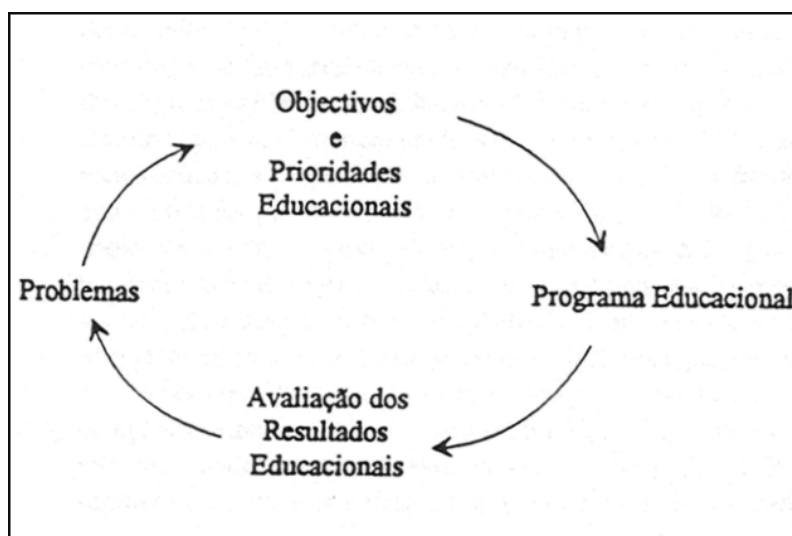 Objectivos
e
Prioridades
Educacionais
Problemas
Programa Educacional
Avaliação dos
Resultados
Educacionais